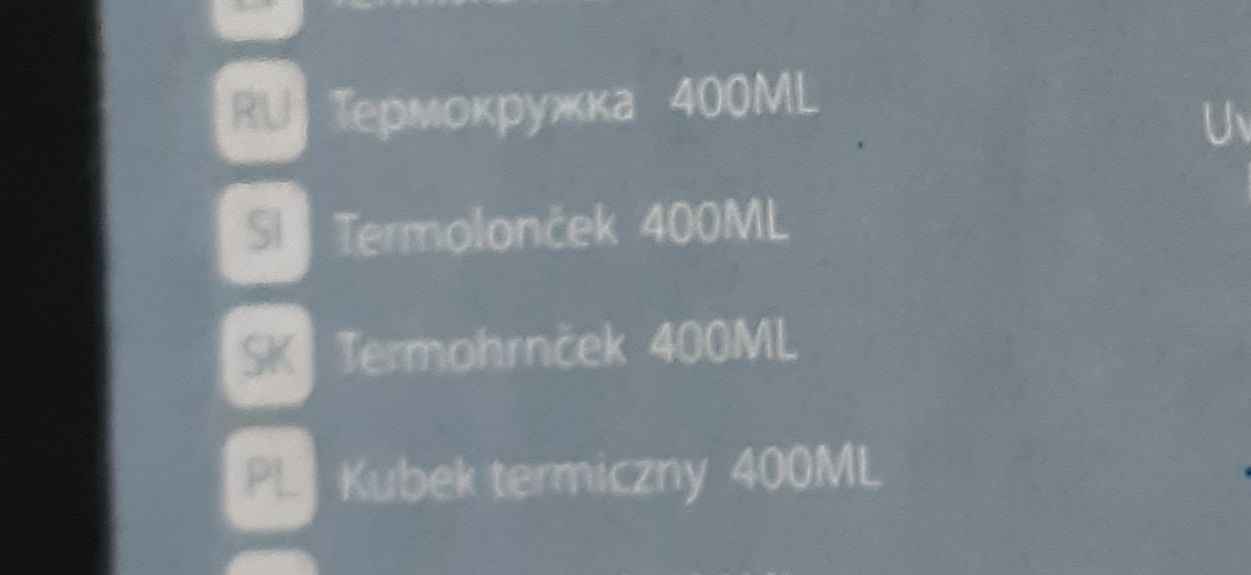 RU Термокружка 400ML
SI Termolonček 400ML
SK Termohrnček 400ML
PL Kubek termiczny 400ML